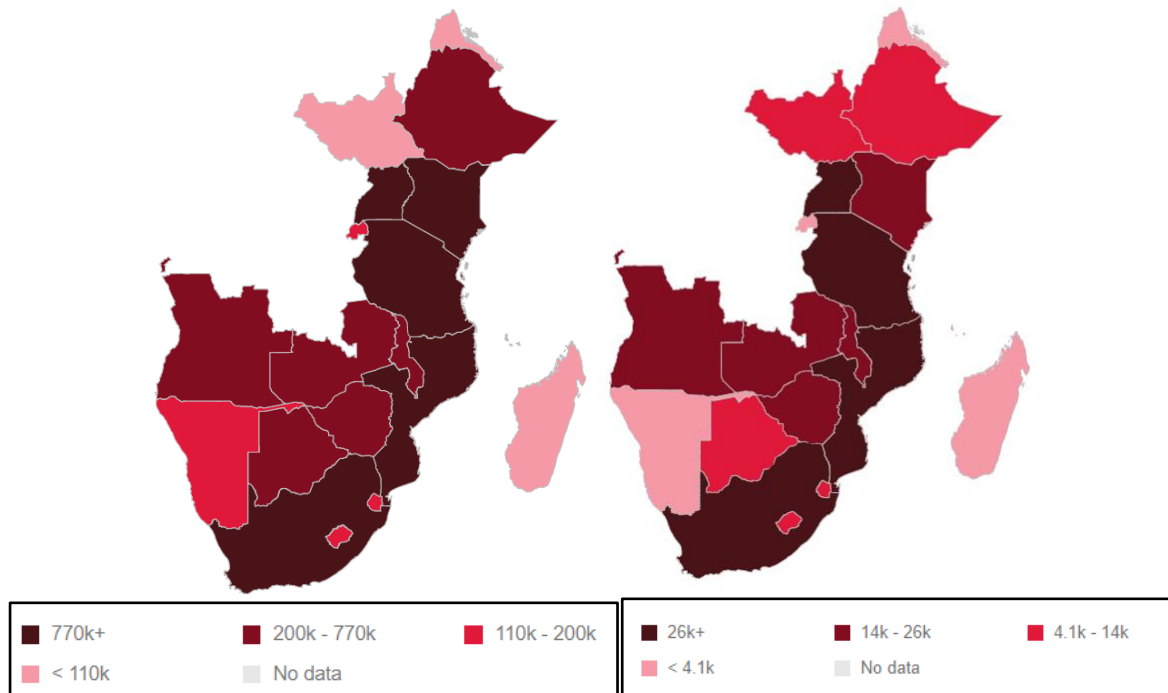 770k+ 200k - 770k 110k - 200k
< 110k No data
26k+ 14k - 26k 4.1k - 14k
< 4.1k No data